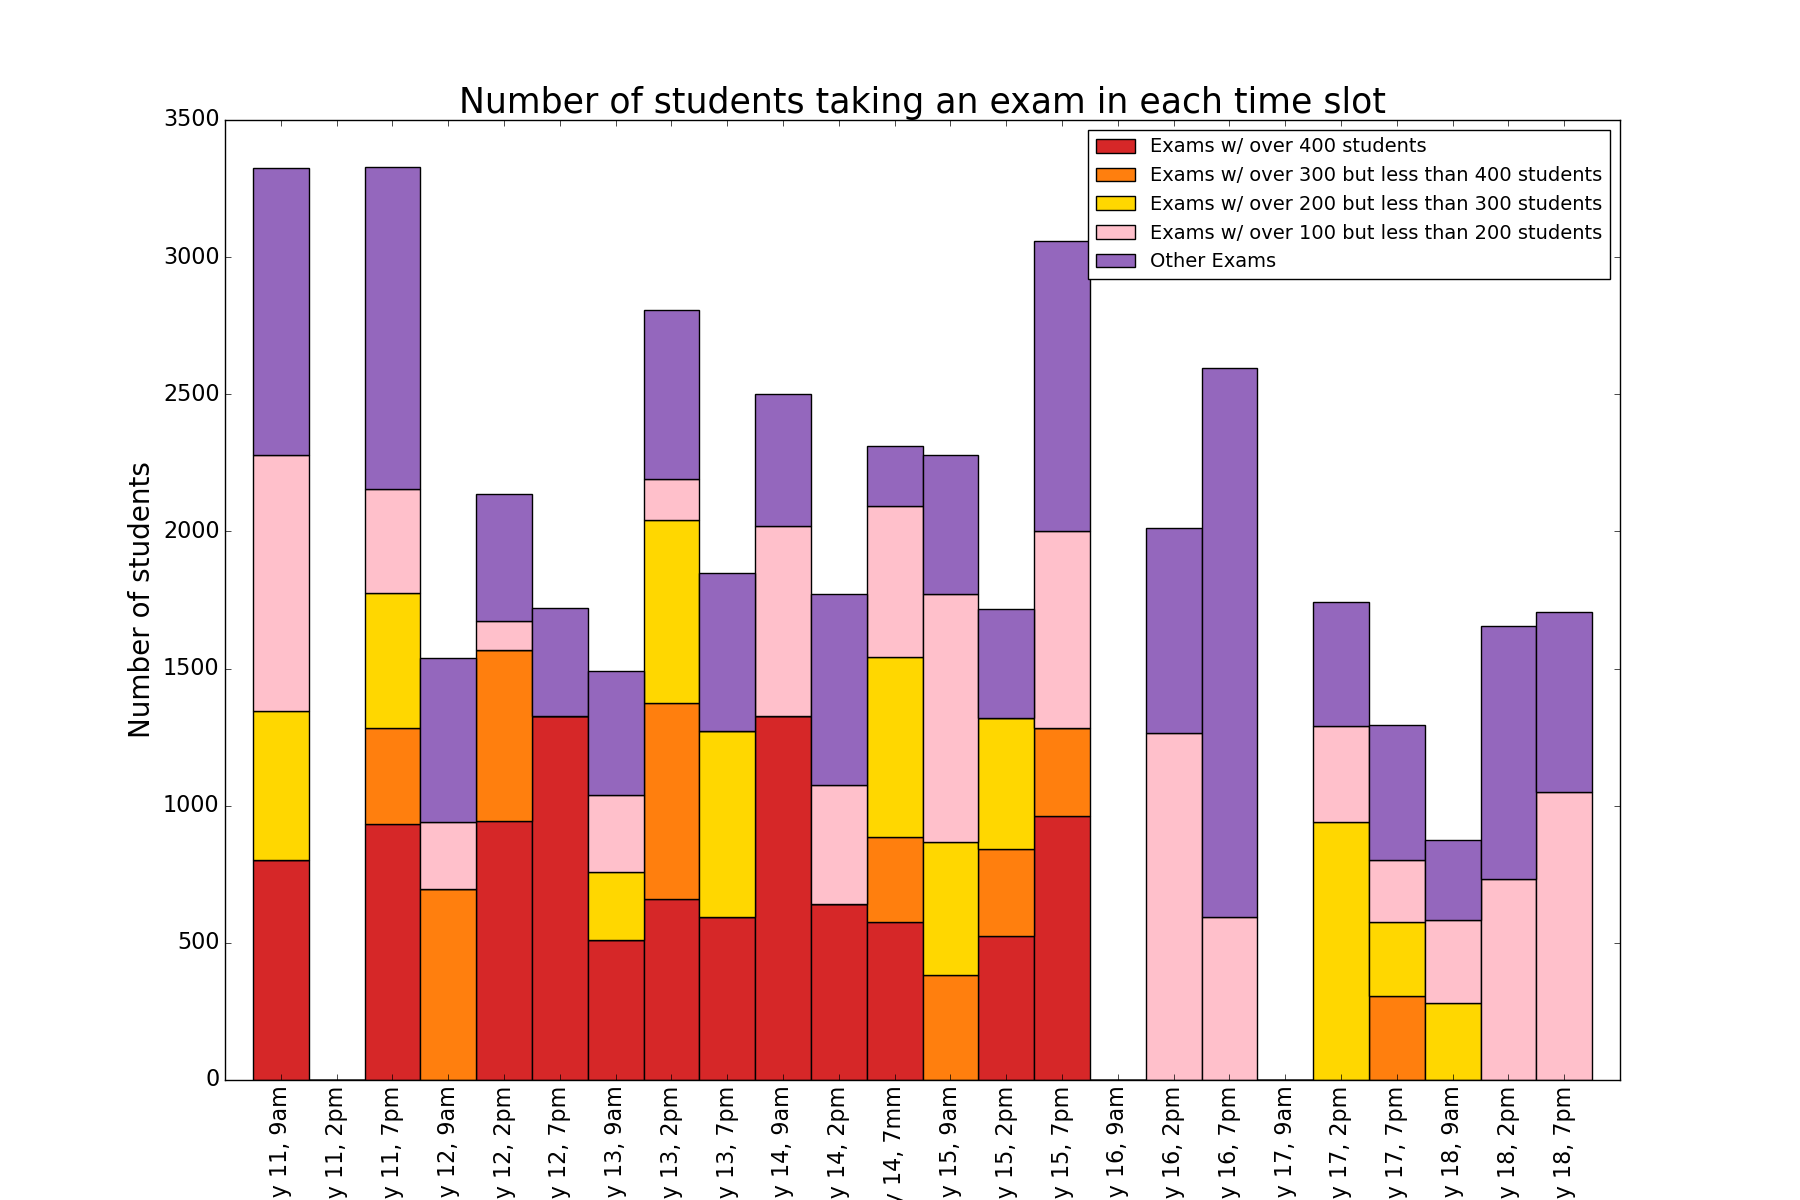 Number of students taking an exam in each time slot
Number of students
3500
3000
2500
2000
1500
1000
500
0
Exams w/ over 400 students
Exams w/ over 300 but less than 400 students
Exams w/ over 200 but less than 300 students
Exams w/ over 100 but less than 200 students
Other Exams
y 11, 9am
y 11, 2pm
y 11, 7pm
y 12, 9am
y 12, 2pm
y 12, 7pm
y 13, 9am
y 13, 2pm
y 13, 7pm
y 14, 9am
y 14, 2pm
y 14, 7mm
y 15, 9am
y 15, 2pm
y 15, 7pm
y 16, 9am
y 16, 2pm
y 16, 7pm
y 17, 9am
y 17, 2pm
y 17, 7pm
y 18, 9am
y 18, 2pm
y 18, 7pm